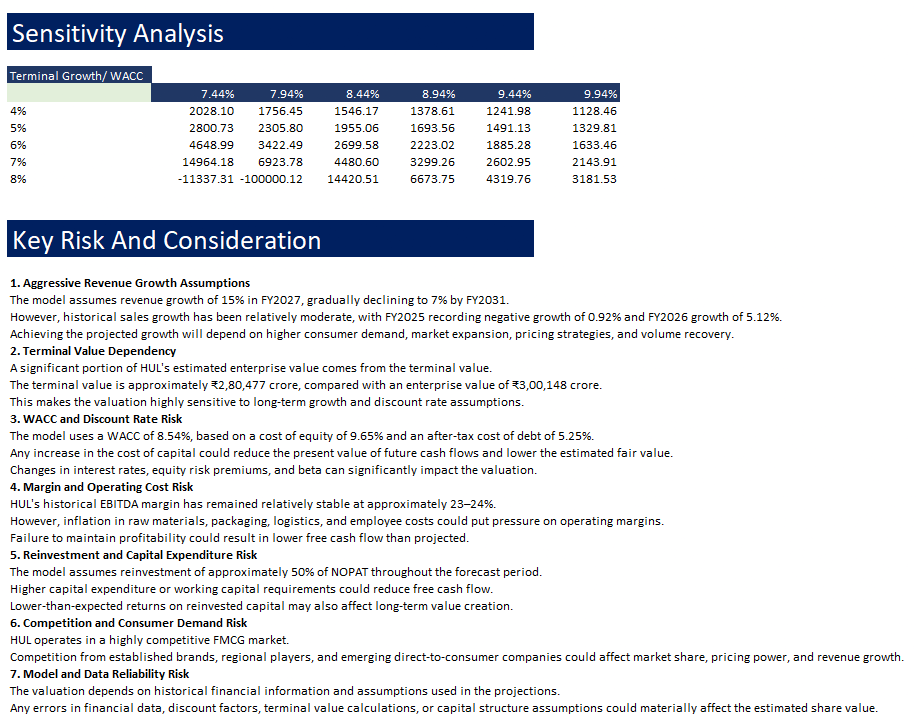 Sensitivity Analysis
Terminal Growth/ WACC
7.44% 7.94% 8.44% 8.94% 9.44% 9.94%
4% 2028.10 1756.45 1546.17 1378.61 1241.98 1128.46
5% 2800.73 2305.80 1955.06 1693.56 1491.13 1329.81
6% 4648.99 3422.49 2699.58 2223.02 1885.28 1633.46
7% 14964.18 6923.78 4480.60 3299.26 2602.95 2143.91
8% -11337.31 -100000.12 14420.51 6673.75 4319.76 3181.53
Key Risk And Consideration
1. Aggressive Revenue Growth Assumptions
The model assumes revenue growth of 15% in FY2027, gradually declining to 7% by FY2031.
However, historical sales growth has been relatively moderate, with FY2025 recording negative growth of 0.92% and FY2026 growth of 5.12%.
Achieving the projected growth will depend on higher consumer demand, market expansion, pricing strategies, and volume recovery.
2. Terminal Value Dependency
A significant portion of HUL's estimated enterprise value comes from the terminal value.
The terminal value is approximately ₹2,80,477 crore, compared with an enterprise value of ₹3,00,148 crore.
This makes the valuation highly sensitive to long-term growth and discount rate assumptions.
3. WACC and Discount Rate Risk
The model uses a WACC of 8.54%, based on a cost of equity of 9.65% and an after-tax cost of debt of 5.25%.
Any increase in the cost of capital could reduce the present value of future cash flows and lower the estimated fair value.
Changes in interest rates, equity risk premiums, and beta can significantly impact the valuation.
4. Margin and Operating Cost Risk
HUL's historical EBITDA margin has remained relatively stable at approximately 23–24%.
However, inflation in raw materials, packaging, logistics, and employee costs could put pressure on operating margins.
Failure to maintain profitability could result in lower free cash flow than projected.
5. Reinvestment and Capital Expenditure Risk
The model assumes reinvestment of approximately 50% of NOPAT throughout the forecast period.
Higher capital expenditure or working capital requirements could reduce free cash flow.
Lower-than-expected returns on reinvested capital may also affect long-term value creation.
6. Competition and Consumer Demand Risk
HUL operates in a highly competitive FMCG market.
Competition from established brands, regional players, and emerging direct-to-consumer companies could affect market share, pricing power, and revenue growth.
7. Model and Data Reliability Risk
The valuation depends on historical financial information and assumptions used in the projections.
Any errors in financial data, discount factors, terminal value calculations, or capital structure assumptions could materially affect the estimated share value.